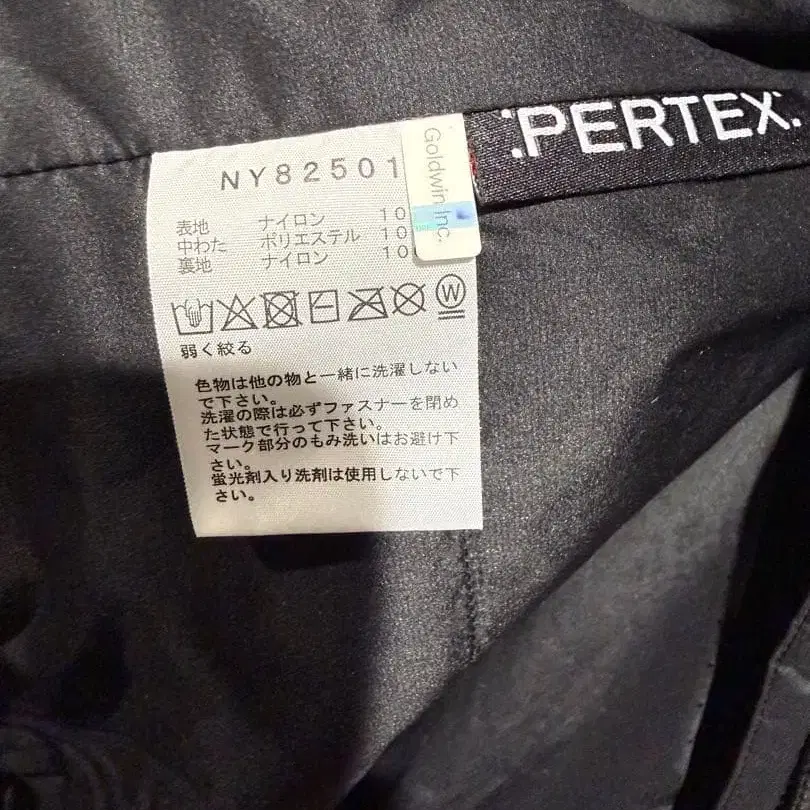 PERTEX
Goldwin Inc.
NY82501
表地 ナイロン 10
中わた ポリエステル 10
裏地 ナイロン 10
W
弱く絞る
色物は他の物と一緒に洗濯しない
で下さい。
洗濯の際は必ずファスナーを閉め
た状態で行って下さい。
マーク部分のもみ洗いはお避け下
さい。
蛍光剤入り洗剤は使用しないで下
さい。